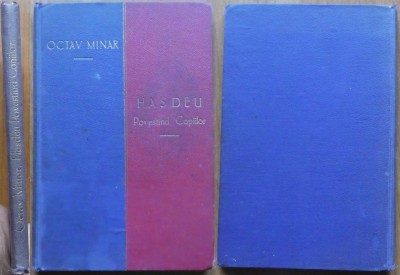 Octav Minar, Hasdeu Povestind Copiilor
OCTAV MINAR
HASDEU
Povestind Copiilor